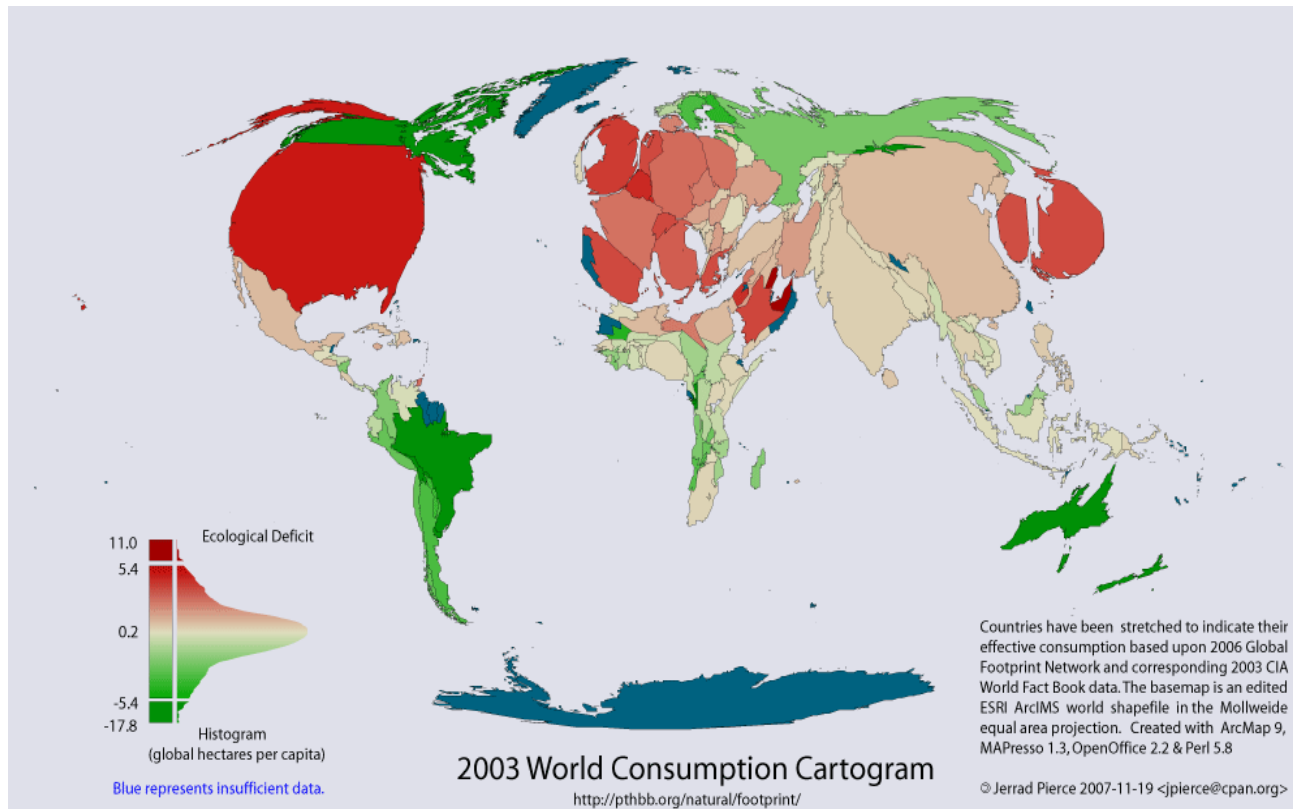 Ecological Deficit
11.0
5.4
0.2
-5.4
-17.8
Histogram
(global hectares per capita)
Blue represents insufficient data.
2003 World Consumption Cartogram
http://pthbb.org/natural/footprint/
Countries have been stretched to indicate their
effective consumption based upon 2006 Global
Footprint Network and corresponding 2003 CIA
World Fact Book data. The basemap is an edited
ESRI ArcIMS world shapefile in the Mollweide
equal area projection. Created with ArcMap 9,
MAPresso 1.3, OpenOffice 2.2 & Perl 5.8
© Jerrad Pierce 2007-11-19 <jpierce@cpan.org>